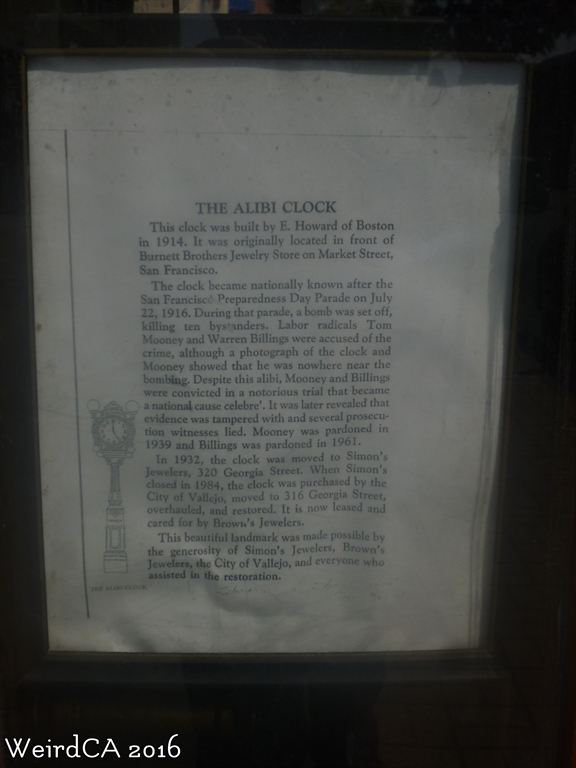 THE ALIBI CLOCK
This clock was built by E. Howard of Boston
in 1914. It was originally located in front of
Burnett Brothers Jewelry Store on Market Street,
San Francisco.
The clock became nationally known after the
San Francisco Preparedness Day Parade on July
22, 1916. During that parade, a bomb was set off,
killing ten bystanders. Labor radicals Tom
Mooney and Warren Billings were accused of the
crime, although a photograph of the clock and
Mooney showed that he was nowhere near the
bombing. Despite this alibi, Mooney and Billings
were convicted in a notorious trial that became
a national cause celebre'. It was later revealed that
evidence was tampered with and several prosecu-
tion witnesses lied. Mooney was pardoned in
1939 and Billings was pardoned in 1961.
In 1932, the clock was moved to Simon's
Jewelers, 320 Georgia Street. When Simon's
closed in 1984, the clock was purchased by the
City of Vallejo, moved to 316 Georgia Street,
overhauled, and restored. It is now leased and
cared for by Brown's Jewelers.
This beautiful landmark was made possible by
the generosity of Simon's Jewelers, Brown's
Jewelers, the City of Vallejo, and everyone who
assisted in the restoration.
THE ALIBI CLOCK
WeirdCA 2016